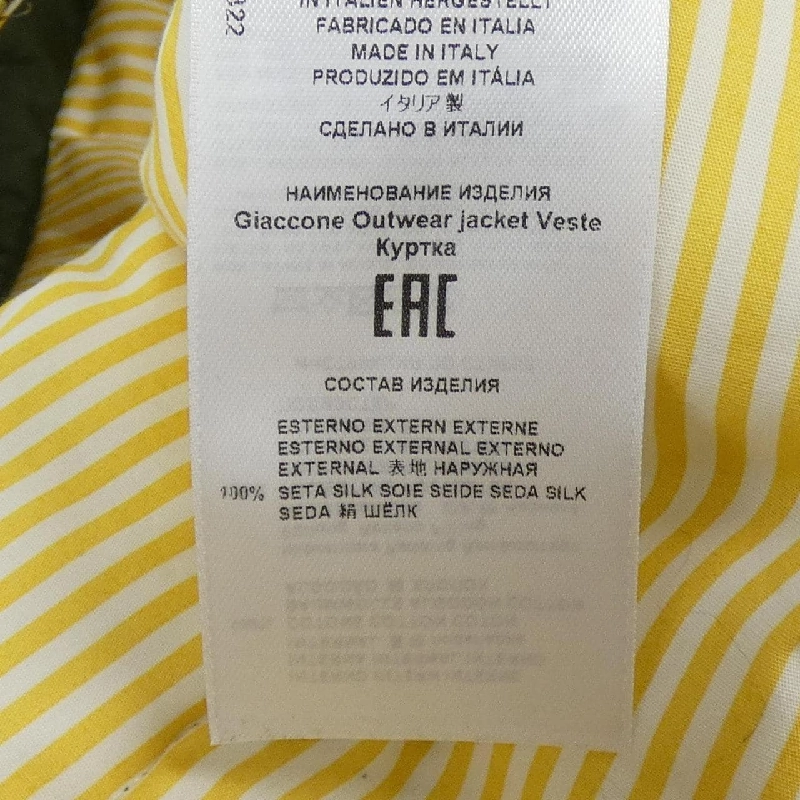 022
IN ITALIEN HERGESTELLT
FABRICADO EN ITALIA
MADE IN ITALY
PRODUZIDO EM ITÁLIA
イタリア製
СДЕЛАНО В ИТАЛИИ
НАИМЕНОВАНИЕ ИЗДЕЛИЯ
Giaccone Outwear jacket Veste
Куртка
EAC
СОСТАВ ИЗДЕЛИЯ
ESTERNO EXTERN EXTERNE
ESTERNO EXTERNAL EXTERNO
EXTERNAL 表地 НАРУЖНАЯ
100% SETA SILK SOIE SEIDE SEDA SILK
SEDA 絹 ШЁЛК